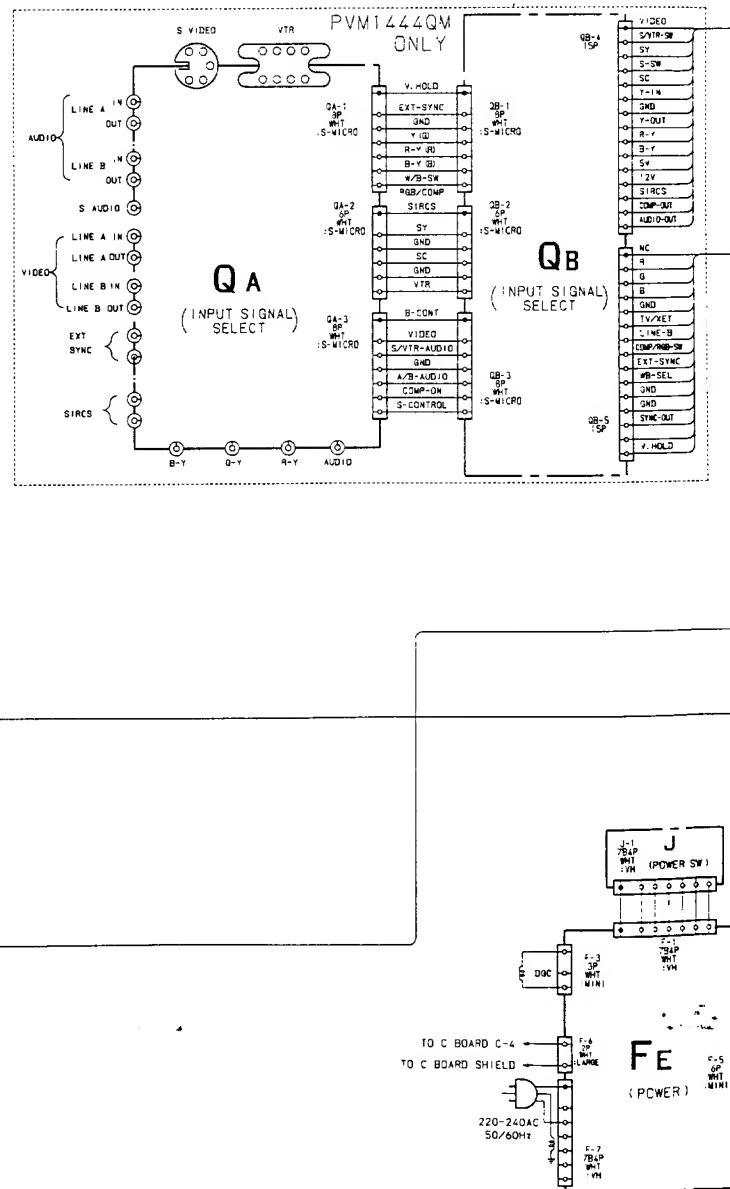 PVM1444QM
ONLY
S VIDEO
VTR
AUDIO
LINE A IN
OUT
LINE B IN
OUT
S AUDIO
VIDEO
LINE A IN
LINE A OUT
LINE B IN
LINE B OUT
EXT
SYNC
SIRCS
B-Y
AUDIO
QA
(INPUT SIGNAL)
SELECT
QA-1
8P
WHT
:S-MICRO
V.HOLD
EXT-SYNC
GND
Y (G)
R-Y (R)
B-Y (B)
W/B-SW
RGB/COMP
QA-2
6P
WHT
:S-MICRO
SIRCS
SY
GND
SC
GND
VTR
QA-3
8P
WHT
:S-MICRO
B-CONT
VIDEO
S/VTR-AUDIO
GND
A/B-AUDIO
COMP-ON
S-CONTROL
QB-1
8P
WHT
:S-MICRO
QB-2
6P
WHT
:S-MICRO
QB
(INPUT SIGNAL)
SELECT
QB-3
8P
WHT
:S-MICRO
QB-4
15P
VIDEO
S/VTR-SW
SY
S-SW
SC
Y-IN
GND
Y-OUT
R-Y
B-Y
5V
12V
SIRCS
COMP-OUT
AUDIO-OUT
QB-5
15P
NC
R
G
B
GND
LINE-B
COMP/RGB-SW
EXT-SYNC
WB-SEL
GND
GND
SYNC-OUT
V.HOLD
J-1
7B4P
WHT
:VH
J
(POWER SW)
F-1
7B4P
WHT
:VH
DGC
F-3
3P
WHT
:MINI
TO C BOARD C-4
TO C BOARD SHIELD
F-6
2P
WHT
:LARGE
FE
(POWER)
F-5
6P
WHT
:MINI
220-240AC
50/60Hz
F-7
7B4P
WHT
:VH